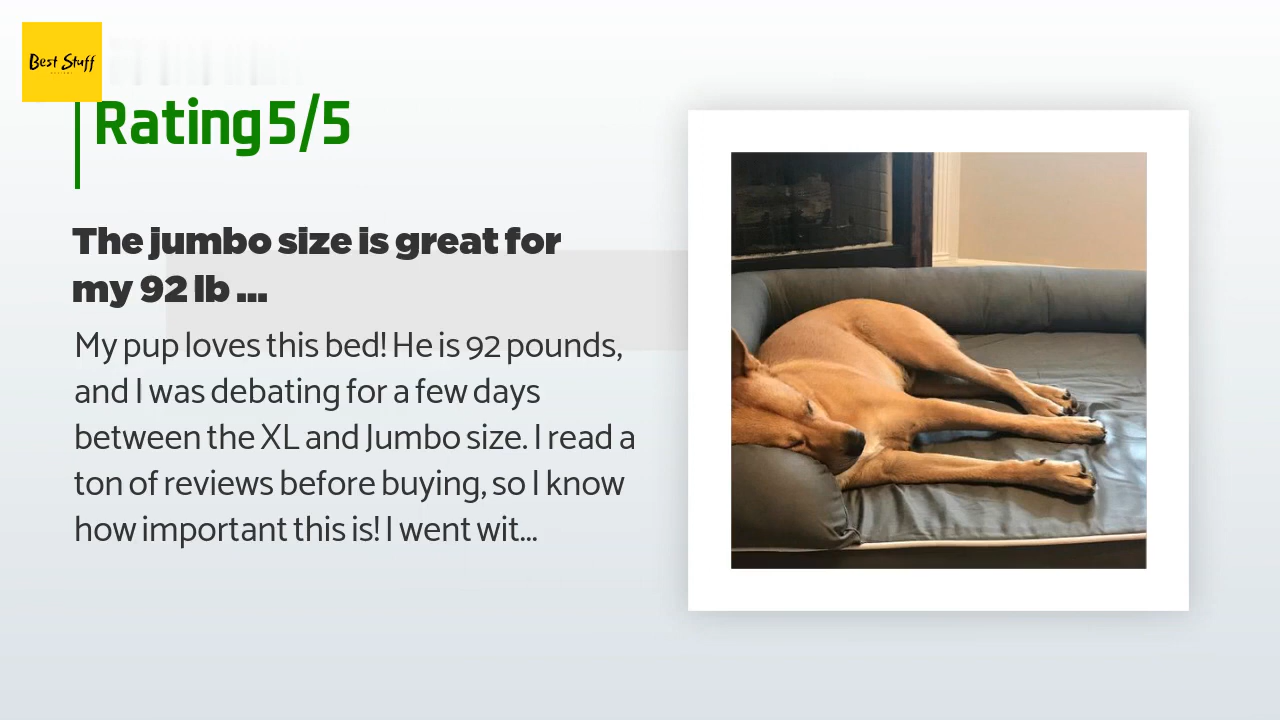 Best Stuff
Rating 5/5
The jumbo size is great for
my 92 lb ...
My pup loves this bed! He is 92 pounds,
and I was debating for a few days
between the XL and Jumbo size. I read a
ton of reviews before buying, so I know
how important this is! I went wit...